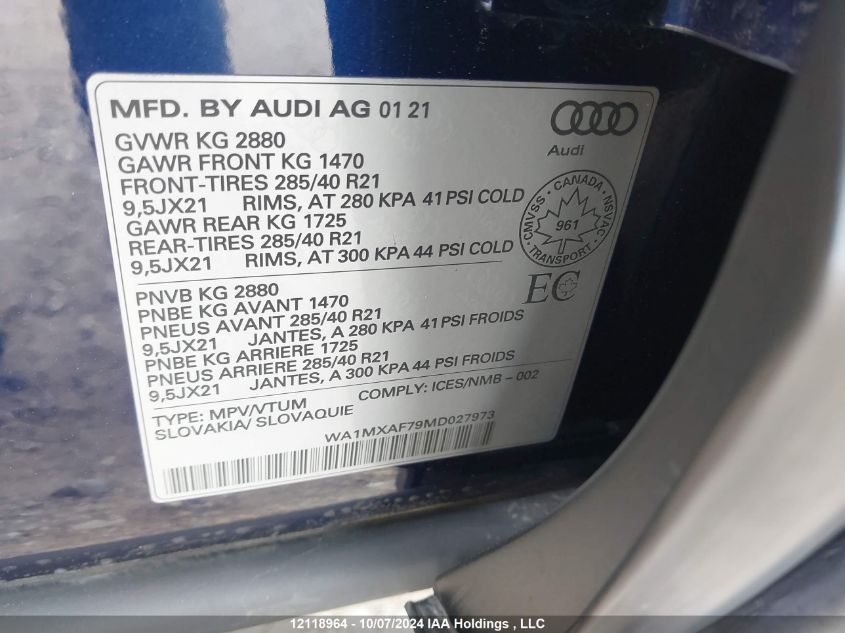 MFD. BY AUDI AG 01 21
Audi
GVWR KG 2880
GAWR FRONT KG 1470
FRONT-TIRES 285/40 R21
9,5JX21 RIMS, AT 280 KPA 41 PSI COLD
GAWR REAR KG 1725
REAR-TIRES 285/40 R21
9,5JX21 RIMS, AT 300 KPA 44 PSI COLD
CMVSS · CANADA · NSVAC
961
TRANSPORT
EC
PNVB KG 2880
PNBE KG AVANT 1470
PNEUS AVANT 285/40 R21
9,5JX21 JANTES, A 280 KPA 41 PSI FROIDS
PNBE KG ARRIERE 1725
PNEUS ARRIERE 285/40 R21
9,5JX21 JANTES, A 300 KPA 44 PSI FROIDS
TYPE: MPV/VTUM COMPLY: ICES/NMB - 002
SLOVAKIA/ SLOVAQUIE
WA1MXAF79MD027973
12118964 - 10/07/2024 IAA Holdings , LLC